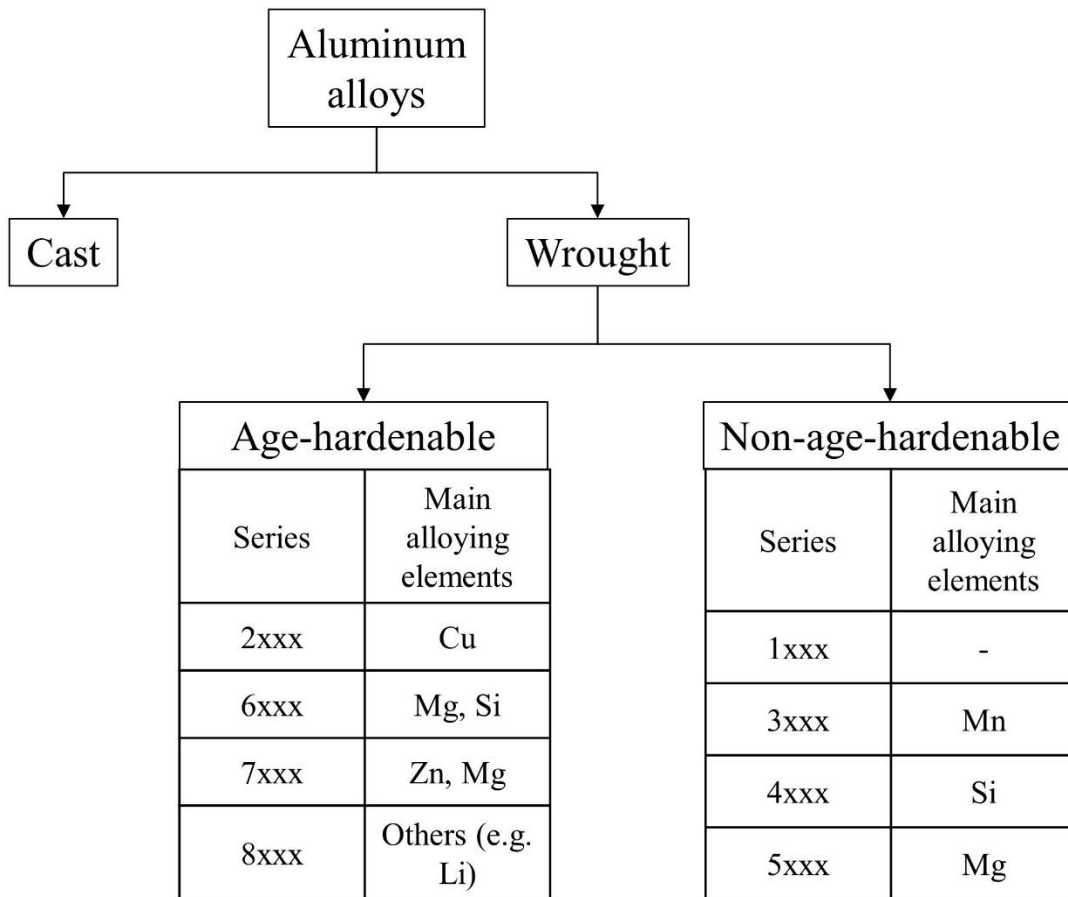 Aluminum
alloys
Cast
Wrought
Age-hardenable
Series
Main
alloying
elements
2xxx
Cu
6xxx
Mg, Si
7xxx
Zn, Mg
8xxx
Others (e.g.
Li)
Non-age-hardenable
Series
Main
alloying
elements
1xxx
-
3xxx
Mn
4xxx
Si
5xxx
Mg